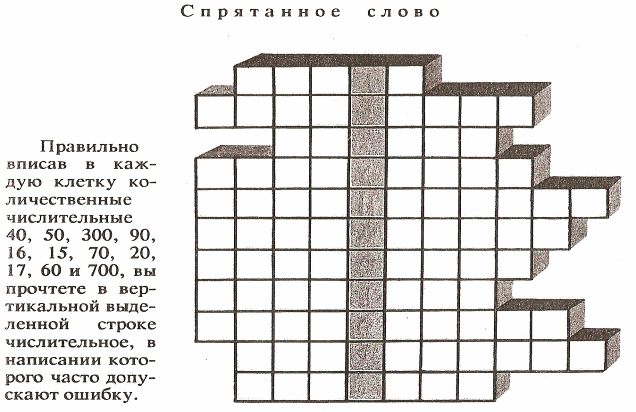 Спрятанное слово
Правильно
вписав в каж-
дую клетку ко-
личественные
числительные
40, 50, 300, 90,
16, 15, 70, 20,
17, 60 и 700, вы
прочтете в вер-
тикальной выде-
ленной строке
числительное, в
написании кото-
рого часто допу-
скают ошибку.